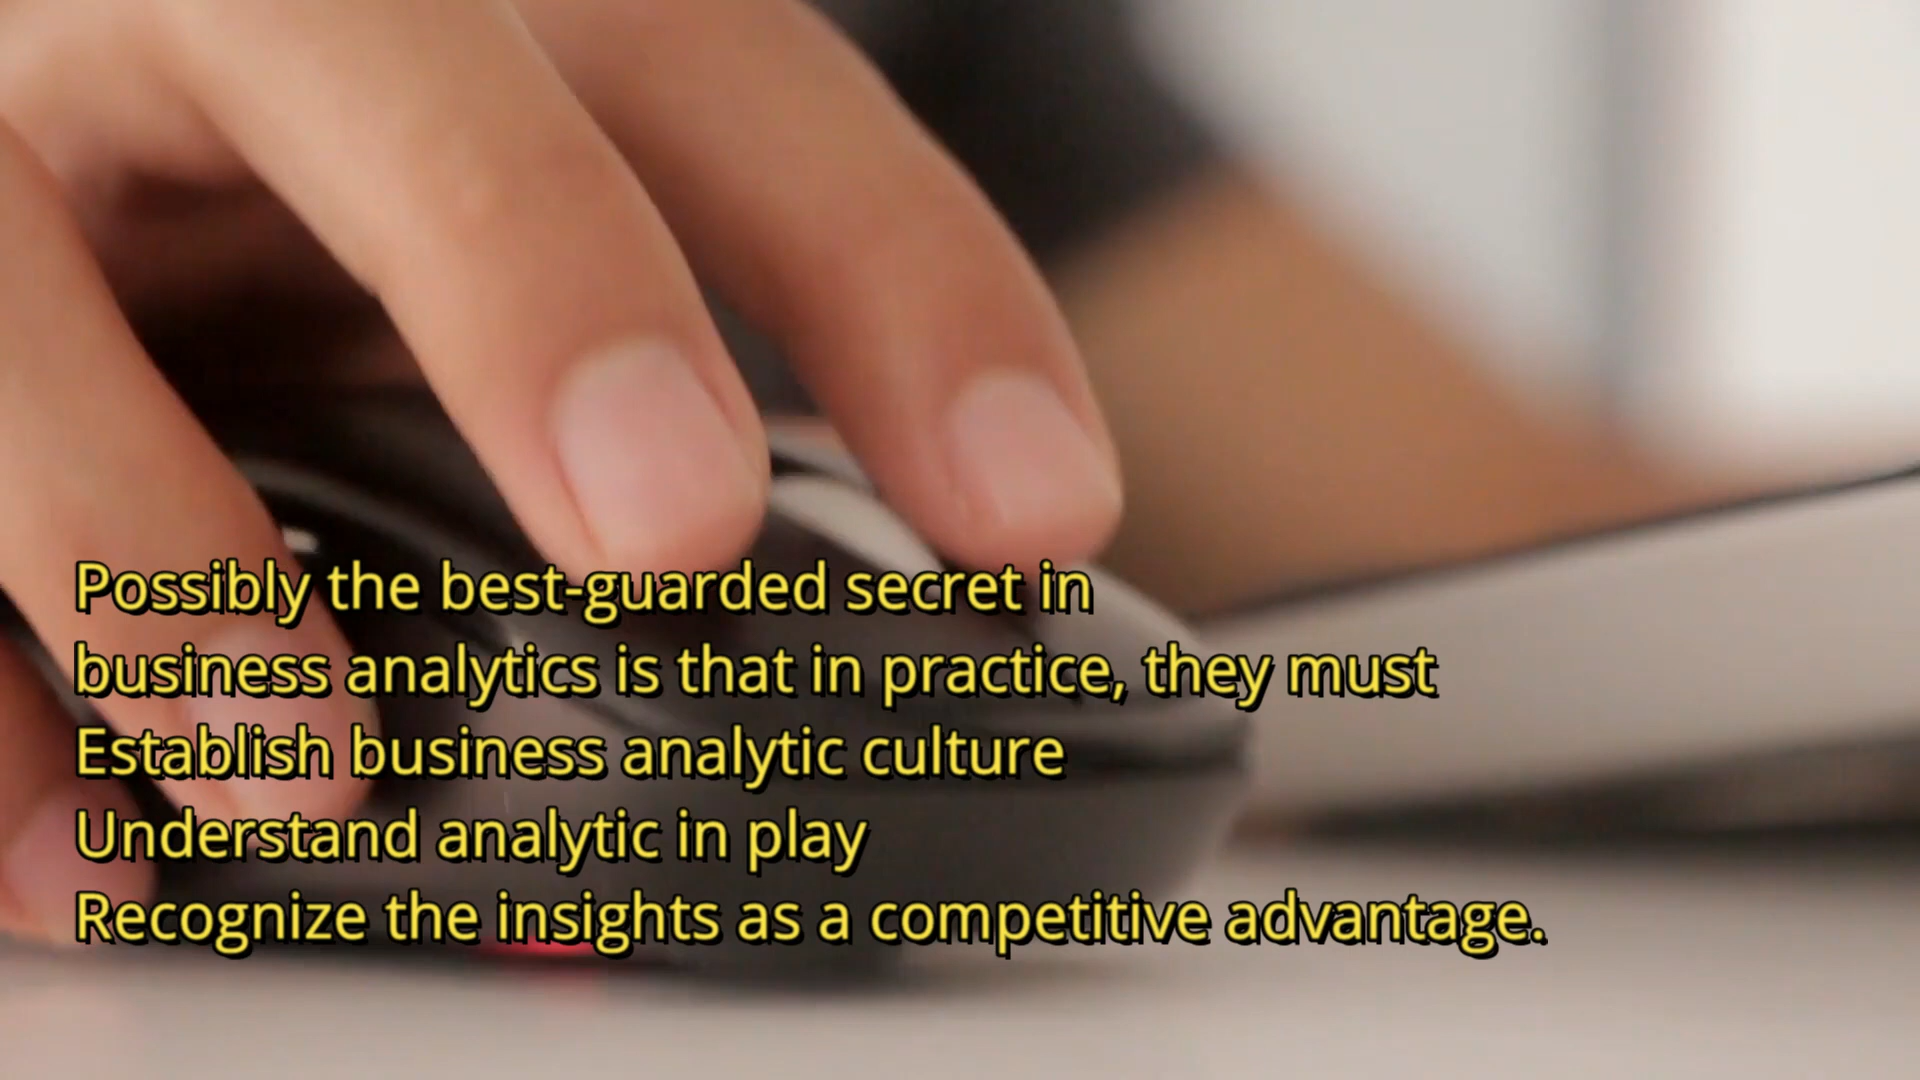 Possibly the best-guarded secret in
business analytics is that in practice, they must
Establish business analytic culture
Understand analytic in play
Recognize the insights as a competitive advantage.